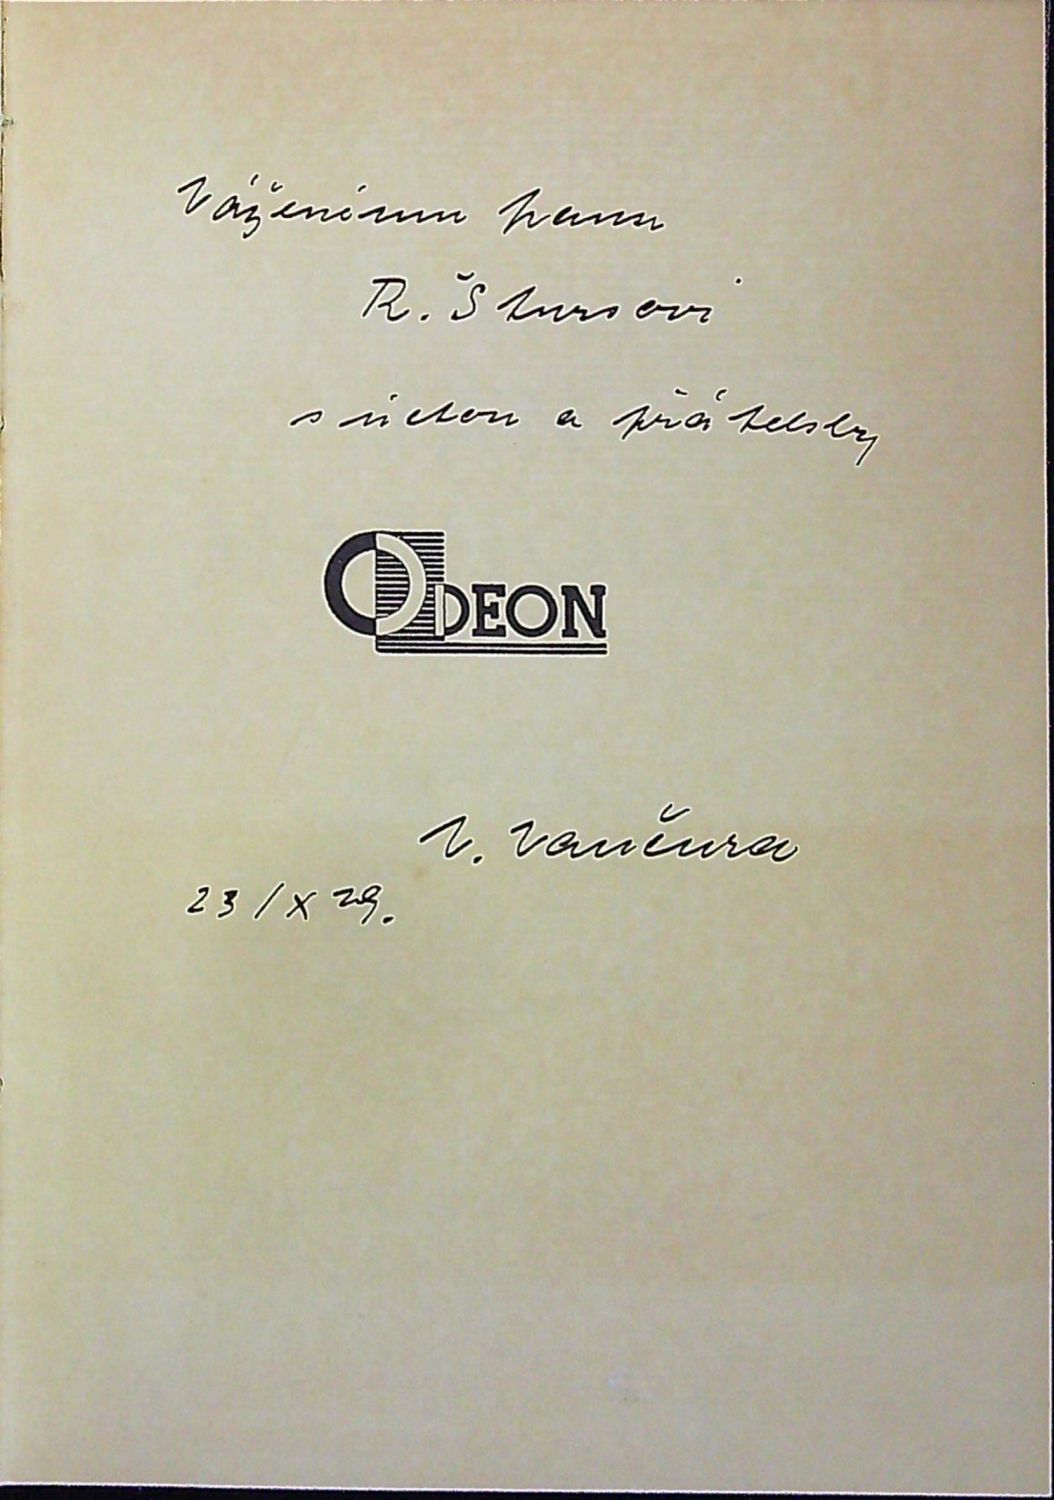 Váženému panu
R. Štursovi
s úctou a přátelsky
ODEON
V. Vančura
23/X 29.